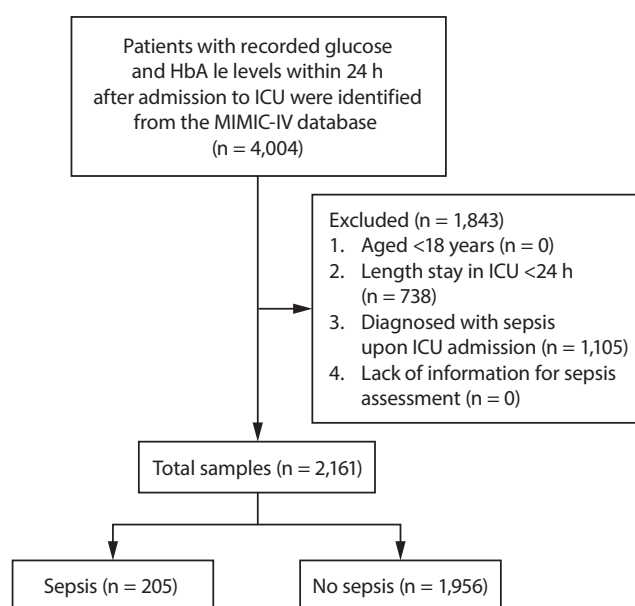 Patients with recorded glucose
and HbA le levels within 24 h
after admission to ICU were identified
from the MIMIC-IV database
(n = 4,004)
Excluded (n = 1,843)
1. Aged <18 years (n = 0)
2. Length stay in ICU <24 h
(n = 738)
3. Diagnosed with sepsis
upon ICU admission (n = 1,105)
4. Lack of information for sepsis
assessment (n = 0)
Total samples (n = 2,161)
Sepsis (n = 205)
No sepsis (n = 1,956)